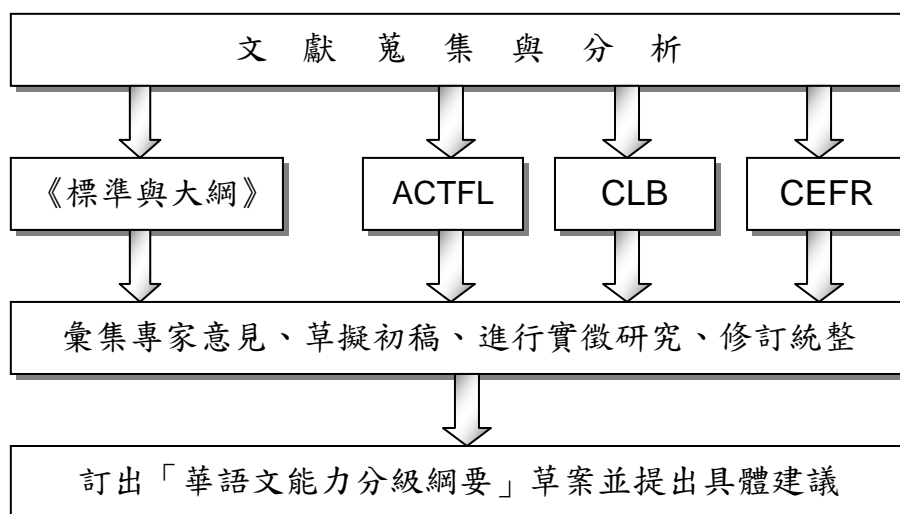 文獻蒐集與分析
《標準與大綱》
ACTFL
CLB
CEFR
彙集專家意見、草擬初稿、進行實徵研究、修訂統整
訂出「華語文能力分級綱要」草案並提出具體建議